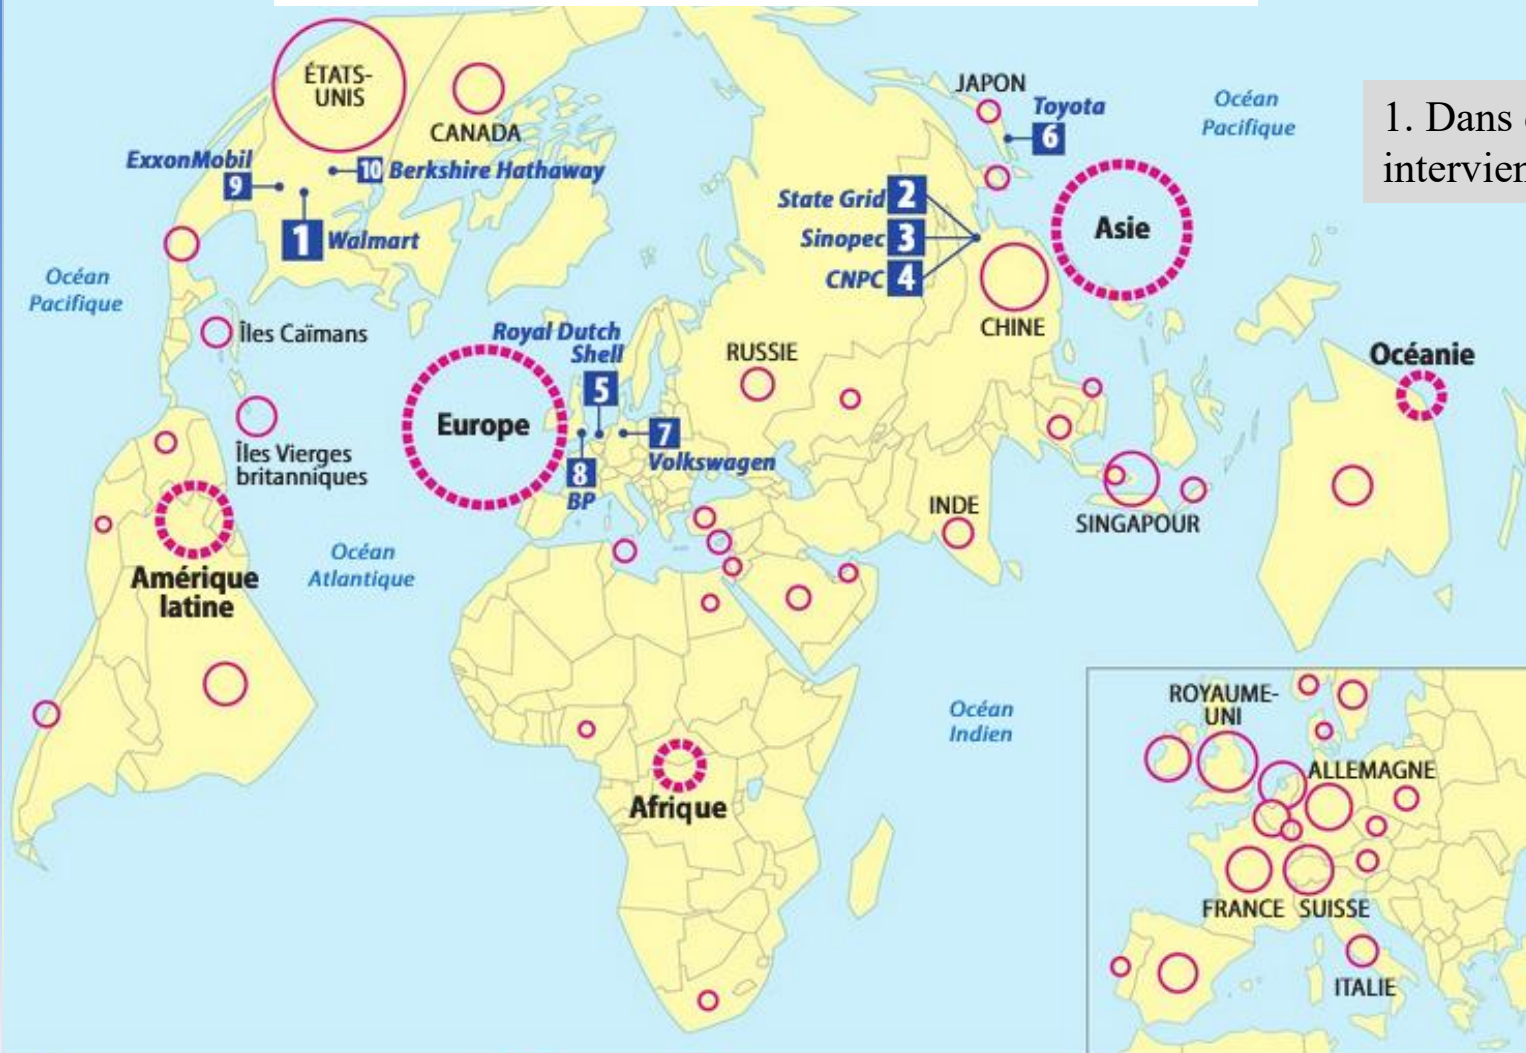 ÉTATS-
UNIS
CANADA
ExxonMobil
9
10 Berkshire Hathaway
1 Walmart
Océan
Pacifique
Îles Caïmans
Îles Vierges
britanniques
Amérique
latine
Océan
Atlantique
Royal Dutch
Shell
5
Europe
7
Volkswagen
8
BP
RUSSIE
JAPON
Toyota
6
Océan
Pacifique
1. Dans
intervien
State Grid 2
Sinopec 3
CNPC 4
Asie
CHINE
Océanie
INDE
SINGAPOUR
Afrique
Océan
Indien
ROYAUME-
UNI
ALLEMAGNE
FRANCE SUISSE
ITALIE